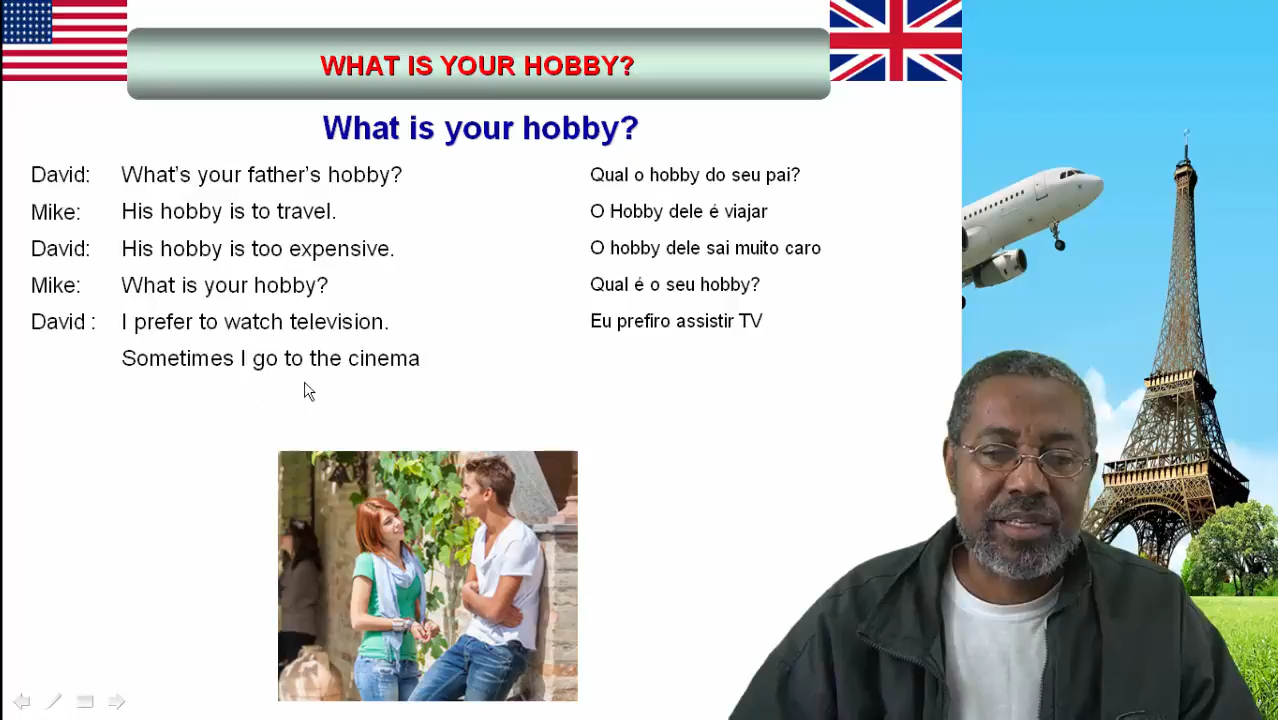 WHAT IS YOUR HOBBY?
What is your hobby?
David: What's your father's hobby? Qual o hobby do seu pai?
Mike: His hobby is to travel. O Hobby dele é viajar
David: His hobby is too expensive. O hobby dele sai muito caro
Mike: What is your hobby? Qual é o seu hobby?
David : I prefer to watch television. Eu prefiro assistir TV
Sometimes I go to the cinema